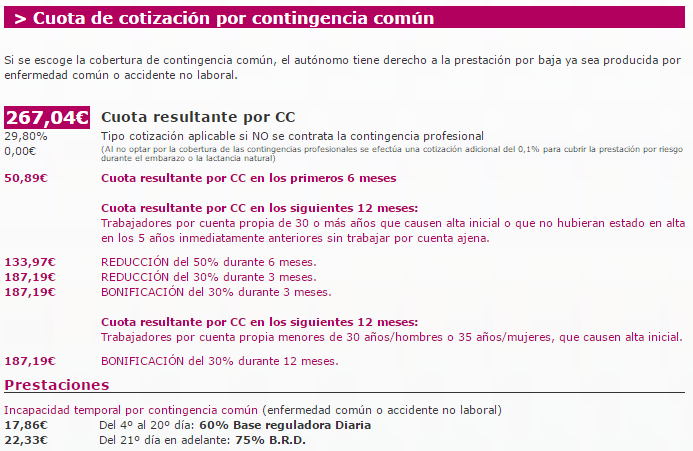 > Cuota de cotización por contingencia común
Si se escoge la cobertura de contingencia común, el autónomo tiene derecho a la prestación por baja ya sea producida por
enfermedad común o accidente no laboral.
267,04€ Cuota resultante por CC
29,80% Tipo cotización aplicable si NO se contrata la contingencia profesional
0,00€ (Al no optar por la cobertura de las contingencias profesionales se efectúa una cotización adicional del 0,1% para cubrir la prestación por riesgo
durante el embarazo o la lactancia natural)
50,89€ Cuota resultante por CC en los primeros 6 meses
Cuota resultante por CC en los siguientes 12 meses:
Trabajadores por cuenta propia de 30 o más años que causen alta inicial o que no hubieran estado en alta
en los 5 años inmediatamente anteriores sin trabajar por cuenta ajena.
133,97€ REDUCCIÓN del 50% durante 6 meses.
187,19€ REDUCCIÓN del 30% durante 3 meses.
187,19€ BONIFICACIÓN del 30% durante 3 meses.
Cuota resultante por CC en los siguientes 12 meses:
Trabajadores por cuenta propia menores de 30 años/hombres o 35 años/mujeres, que causen alta inicial.
187,19€ BONIFICACIÓN del 30% durante 12 meses.
Prestaciones
Incapacidad temporal por contingencia común (enfermedad común o accidente no laboral)
17,86€ Del 4º al 20º día: 60% Base reguladora Diaria
22,33€ Del 21º día en adelante: 75% B.R.D.